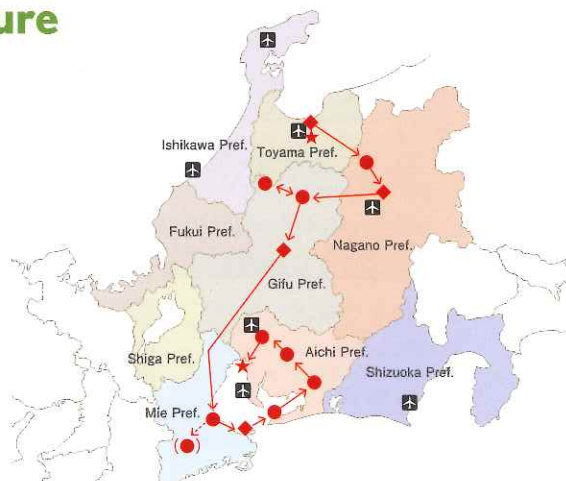 ure
Ishikawa Pref.
Toyama Pref.
Fukui Pref.
Nagano Pref.
Gifu Pref.
Shiga Pref.
Aichi Pref.
Shizuoka Pref.
Mie Pref.
( )